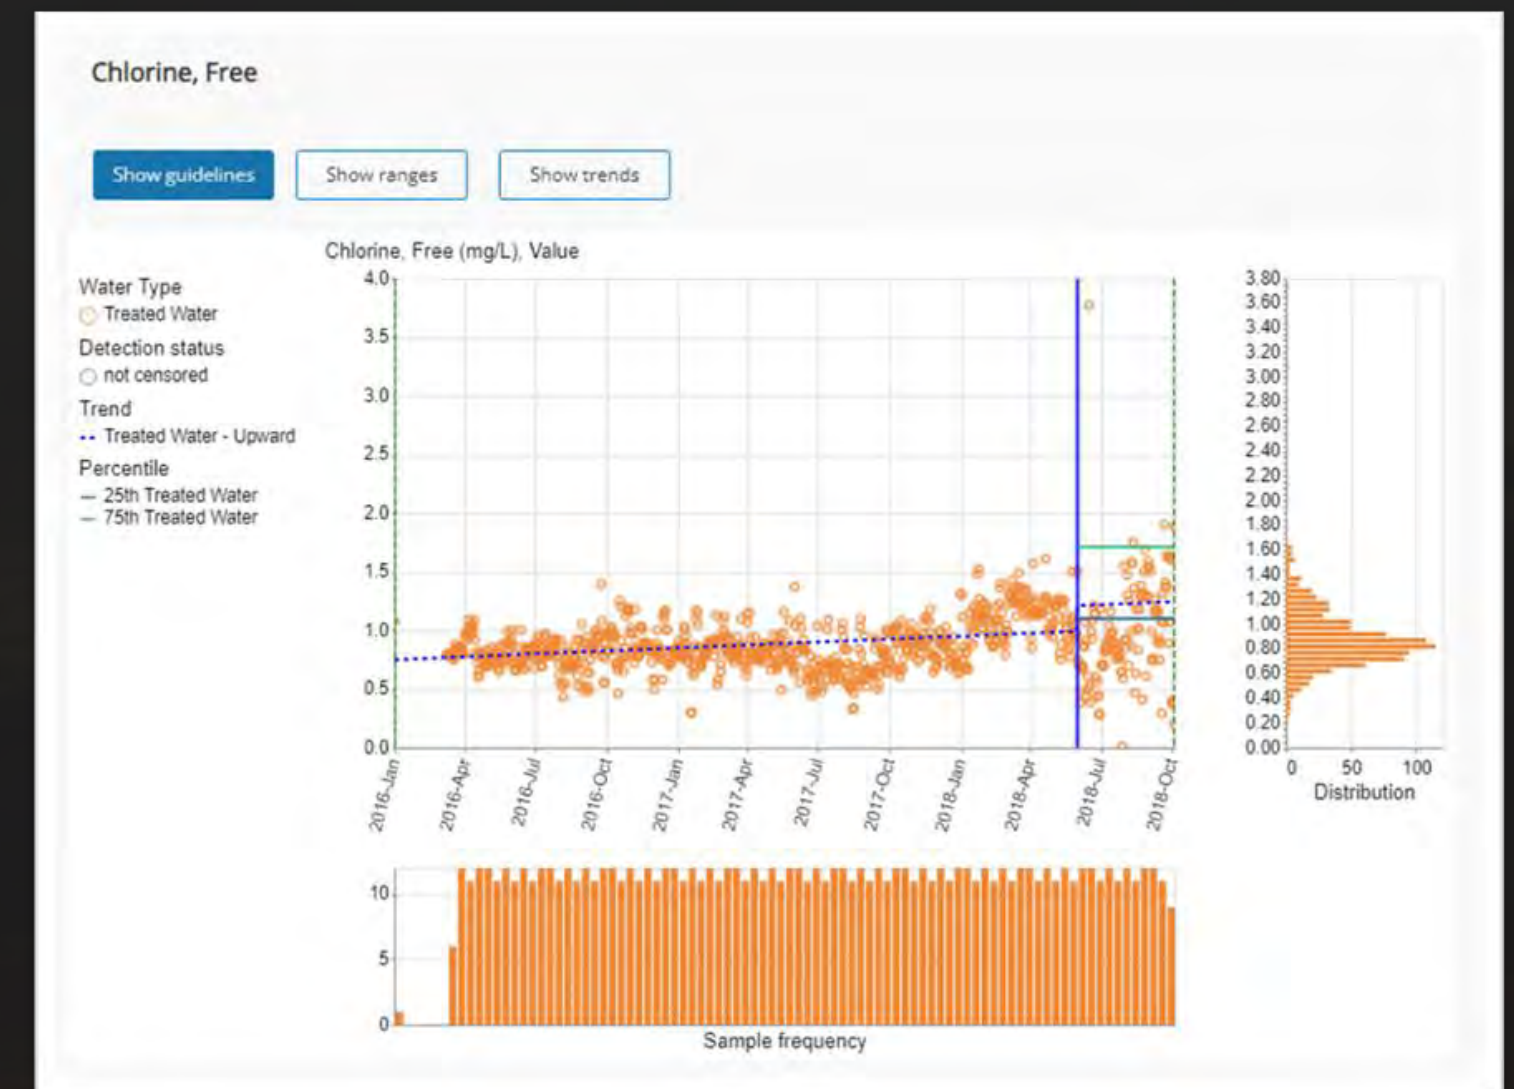 Chlorine, Free
Show guidelines
Show ranges
Show trends
Chlorine, Free (mg/L), Value
Water Type
Treated Water
Detection status
not censored
Trend
Treated Water - Upward
Percentile
25th Treated Water
75th Treated Water
4.0
3.5
3.0
2.5
2.0
1.5
1.0
0.5
0.0
2016-Jan
2016-Apr
2016-Jul
2016-Oct
2017-Jan
2017-Apr
2017-Jul
2017-Oct
2018-Jan
2018-Apr
2018-Jul
2018-Oct
3.80
3.60
3.40
3.20
3.00
2.80
2.60
2.40
2.20
2.00
1.80
1.60
1.40
1.20
1.00
0.80
0.60
0.40
0.20
0.00
0 50 100
Distribution
10
5
0
Sample frequency